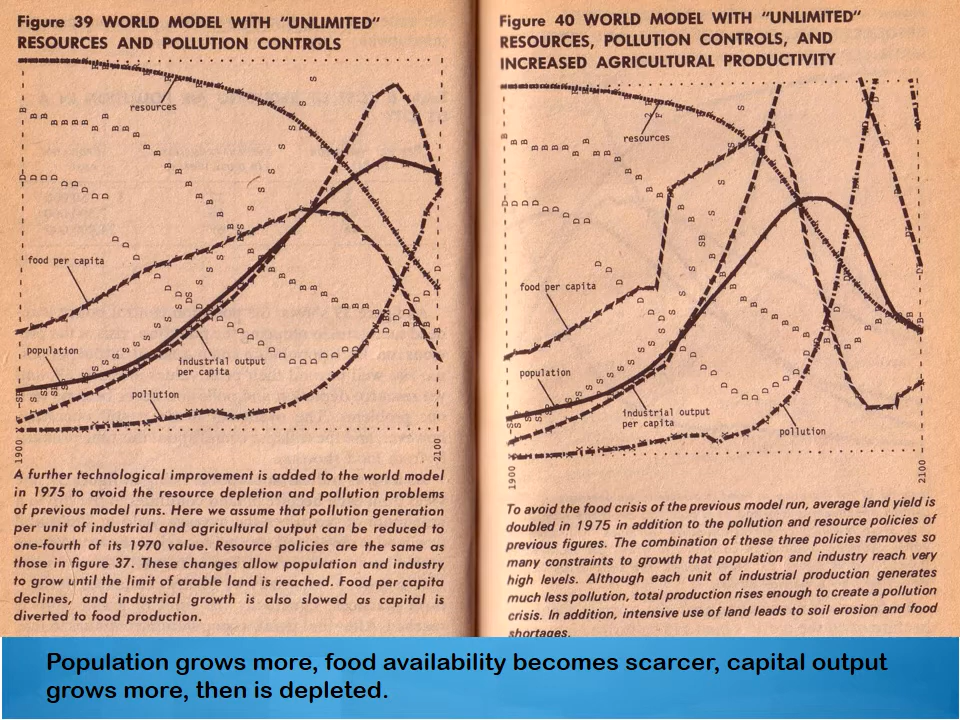 Figure 39 WORLD MODEL WITH "UNLIMITED"
RESOURCES AND POLLUTION CONTROLS
resources
food per capita
population
industrial output
per capita
pollution
1900
2100
A further technological improvement is added to the world model
in 1975 to avoid the resource depletion and pollution problems
of previous model runs. Here we assume that pollution generation
per unit of industrial and agricultural output can be reduced to
one-fourth of its 1970 value. Resource policies are the same as
those in figure 37. These changes allow population and industry
to grow until the limit of arable land is reached. Food per capita
declines, and industrial growth is also slowed as capital is
diverted to food production.
Figure 40 WORLD MODEL WITH "UNLIMITED"
RESOURCES, POLLUTION CONTROLS, AND
INCREASED AGRICULTURAL PRODUCTIVITY
resources
food per capita
population
industrial output
per capita
pollution
1900
2100
To avoid the food crisis of the previous model run, average land yield is
doubled in 1975 in addition to the pollution and resource policies of
previous figures. The combination of these three policies removes so
many constraints to growth that population and industry reach very
high levels. Although each unit of industrial production generates
much less pollution, total production rises enough to create a pollution
crisis. In addition, intensive use of land leads to soil erosion and food
shortages.
Population grows more, food availability becomes scarcer, capital output
grows more, then is depleted.